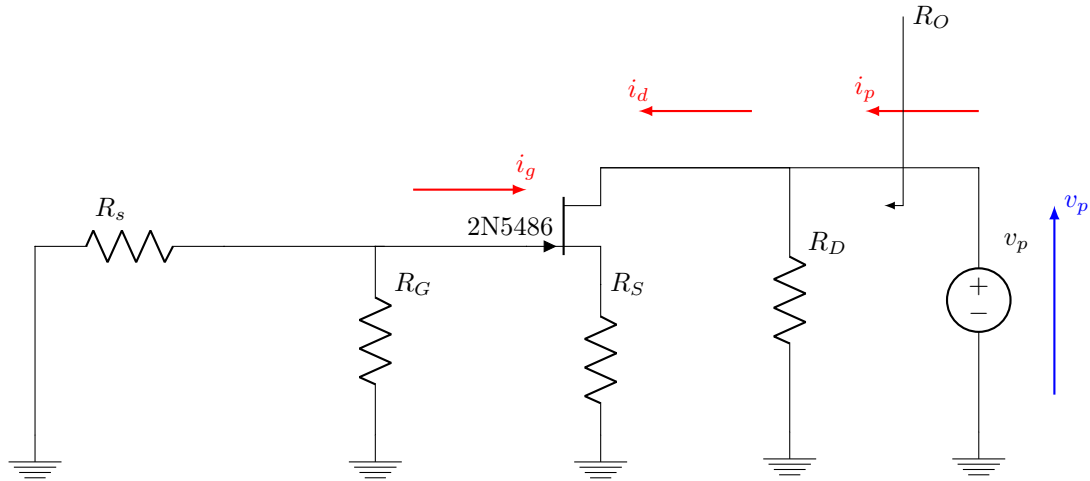 R_O
i_d
i_p
i_g
R_s
2N5486
v_p
R_D
v_p
R_G
R_S
+
−